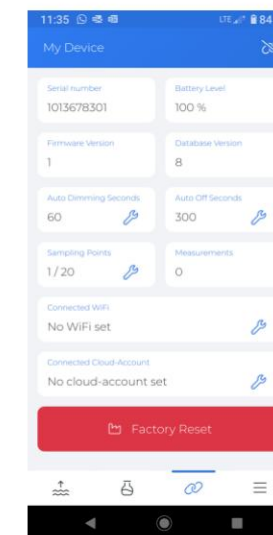 11:35 LTE 84
My Device
Serial number Battery Level
1013678301 100 %
Firmware Version Database Version
1 8
Auto Dimming Seconds Auto Off Seconds
60 300
Sampling Points Measurements
1 / 20 0
Connected WiFi
No WiFi set
Connected Cloud-Account
No cloud-account set
Factory Reset